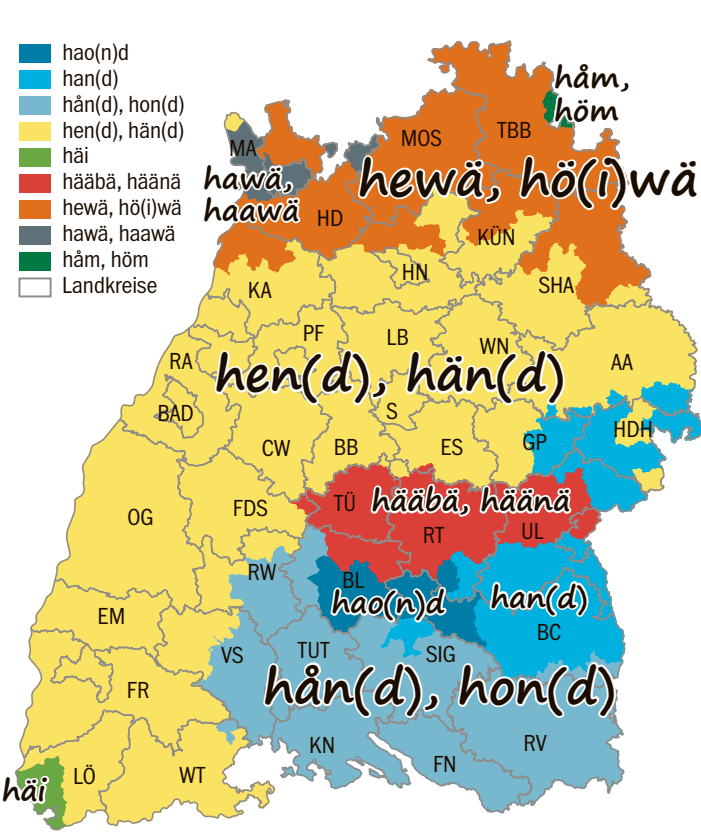 hao(n)d
han(d)
hån(d), hon(d)
hen(d), hän(d)
häi
hääbä, häänä
hewä, hö(i)wä
hawä, haawä
håm, höm
Landkreise
håm,
höm
MOS
TBB
MA
hawä,
haawä
hewä, hö(i)wä
HD
KÜN
HN
KA
SHA
PF
LB
WN
RA
AA
hen(d), hän(d)
BAD
S
HDH
GP
CW
BB
ES
TÜ
hääbä, häänä
OG
FDS
RT
UL
RW
BL
hao(n)d
han(d)
EM
BC
VS
TUT
SIG
FR
hån(d), hon(d)
KN
RV
FN
häi
LÖ
WT